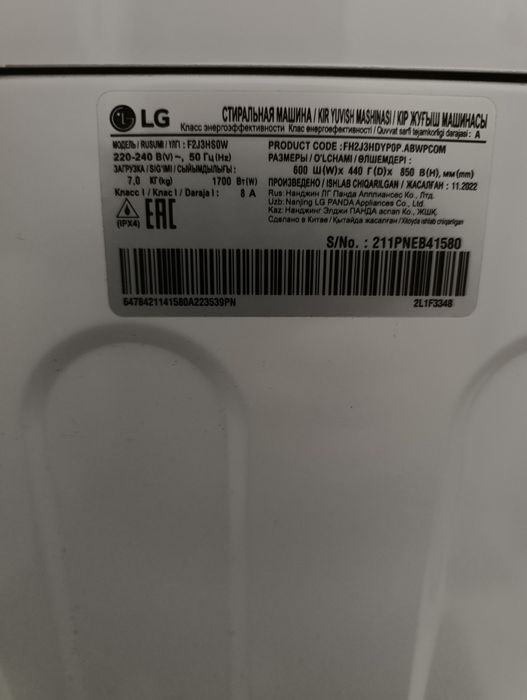 LG
СТИРАЛЬНАЯ МАШИНА / KIR YUVISH MASHINASI / КІР ЖУҒЫШ МАШИНАСЫ
Класс энергоэффективности Клас енергоефективності / Quvvat sarfi tejamkorligi darajasi : A
МОДЕЛЬ / RUSUMI / ҮЛГІ : F2J3HS0W
220-240 В(V) ~, 50 Гц(Hz)
ЗАГРУЗКА / SIG'IMI / СЫЙЫМДЫЛЫҒЫ :
7,0 КГ(kg) 1700 Вт(W)
Класс I / Клас I / Daraja I : 8 A
(IPX4) EAC
PRODUCT CODE : FH2J3HDYP0P.ABWPCOM
РАЗМЕРЫ / O'LCHAMI / ӨЛШЕМДЕРІ :
600 Ш(W)x 440 Г(D)x 850 В(H), мм(mm)
ПРОИЗВЕДЕНО / ISHLAB CHIQARILGAN / ЖАСАЛҒАН : 11.2022
Rus: Нанджин ЛГ Панда Апплиансес Ко., Лтд.
Uzb: Nanjing LG PANDA Appliances Co., Ltd.
Kaz: Нанджинг Элджи ПАНДА аспап Ко., ЖШҚ.
Сделано в Китае / Қытайда жасалған / Xitoyda ishlab chiqarilgan
S/No. : 211PNEB41580
6478421141580A223539PN 2L1F3348